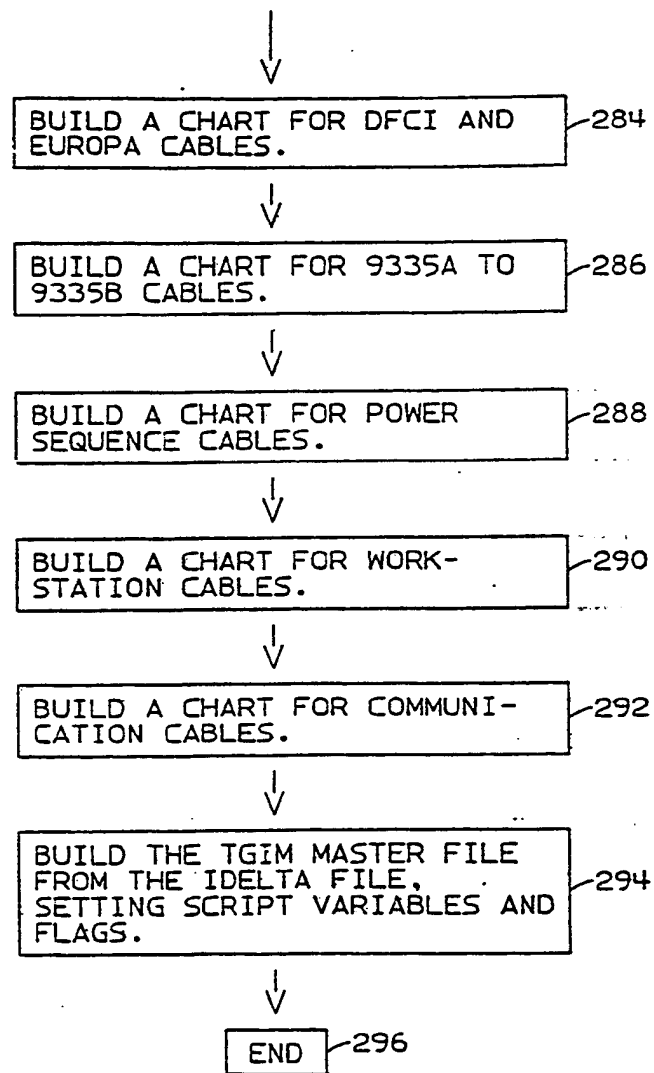 BUILD A CHART FOR DFCI AND
EUROPA CABLES.
284
BUILD A CHART FOR 9335A TO
9335B CABLES.
286
BUILD A CHART FOR POWER
SEQUENCE CABLES.
288
BUILD A CHART FOR WORK-
STATION CABLES.
290
BUILD A CHART FOR COMMUNI-
CATION CABLES.
292
BUILD THE TGIM MASTER FILE
FROM THE IDELTA FILE,
SETTING SCRIPT VARIABLES AND
FLAGS.
294
END
296